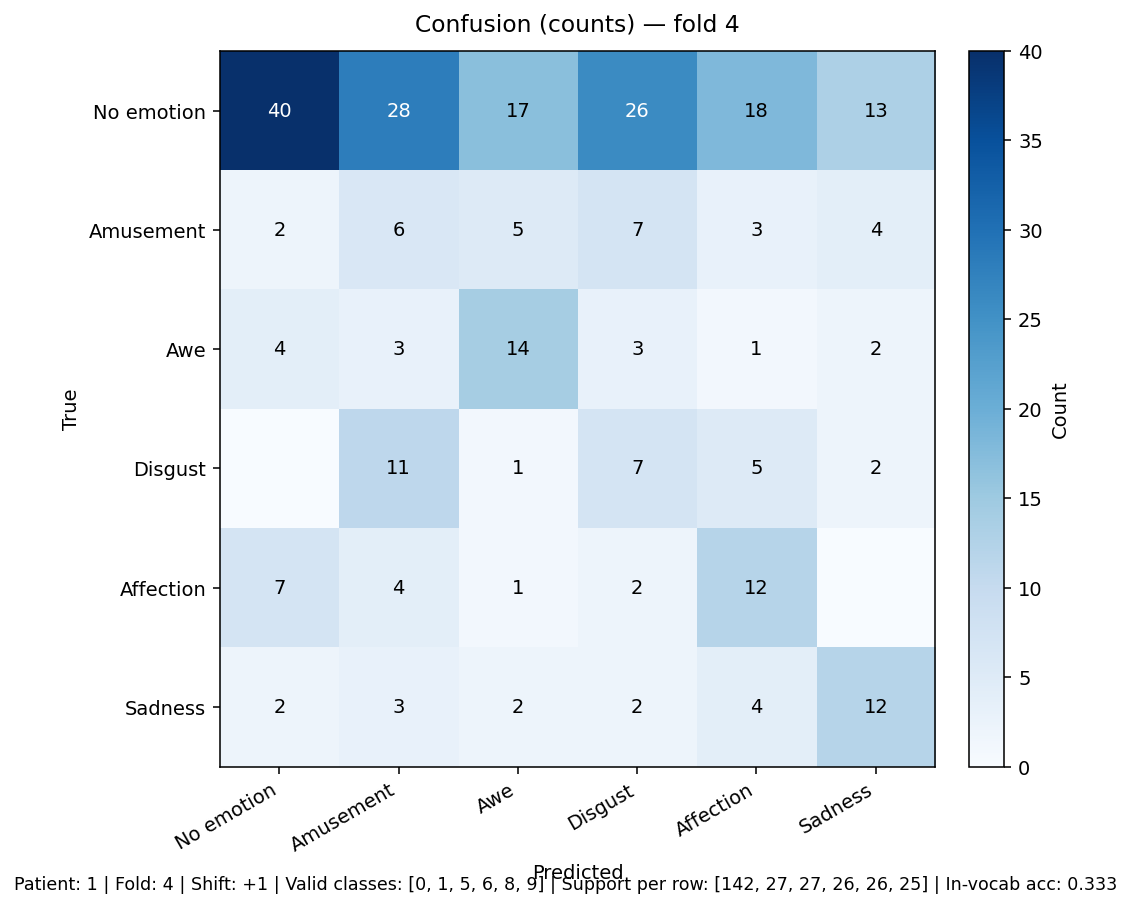 Confusion (counts) — fold 4
No emotion 40 28 17 26 18 13
Amusement 2 6 5 7 3 4
Awe 4 3 14 3 1 2
Disgust 11 1 7 5 2
Affection 7 4 1 2 12
Sadness 2 3 2 2 4 12
True
No emotion Amusement Awe Disgust Affection Sadness
Predicted
40
35
30
25
20
15
10
5
0
Count
Patient: 1 | Fold: 4 | Shift: +1 | Valid classes: [0, 1, 5, 6, 8, 9] | Support per row: [142, 27, 27, 26, 26, 25] | In-vocab acc: 0.333